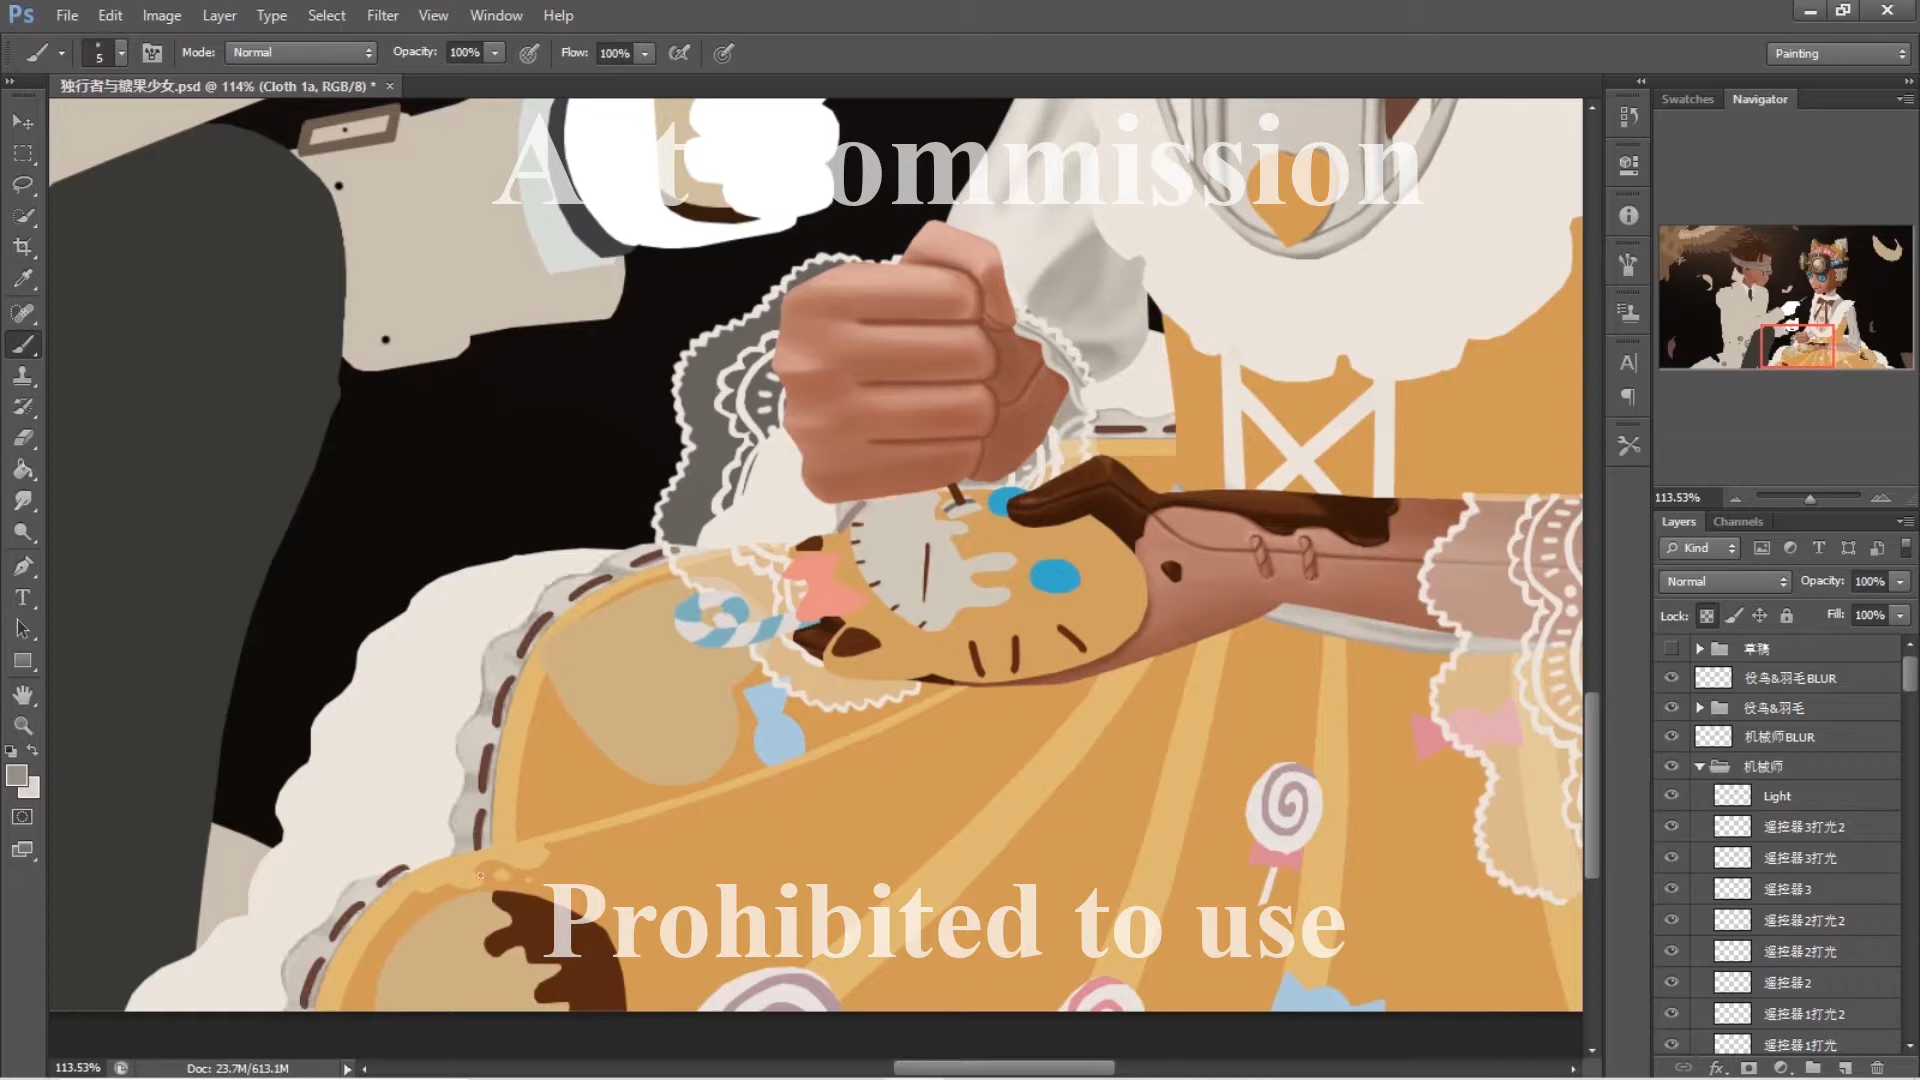 Ps File Edit Image Layer Type Select Filter View Window Help
5 Mode: Normal Opacity: 100% Flow: 100% Painting
独行者与糖果少女.psd @ 114% (Cloth 1a, RGB/8) * ×
Swatches Navigator
Art Commission
113.53%
Layers Channels
Kind
Normal Opacity: 100%
Lock: Fill: 100%
草稿
役鸟&羽毛BLUR
役鸟&羽毛
机械师BLUR
机械师
Light
遥控器3打光2
遥控器3打光
遥控器3
遥控器2打光2
遥控器2打光
遥控器2
遥控器1打光2
遥控器1打光
Prohibited to use
113.53% Doc: 23.7M/613.1M